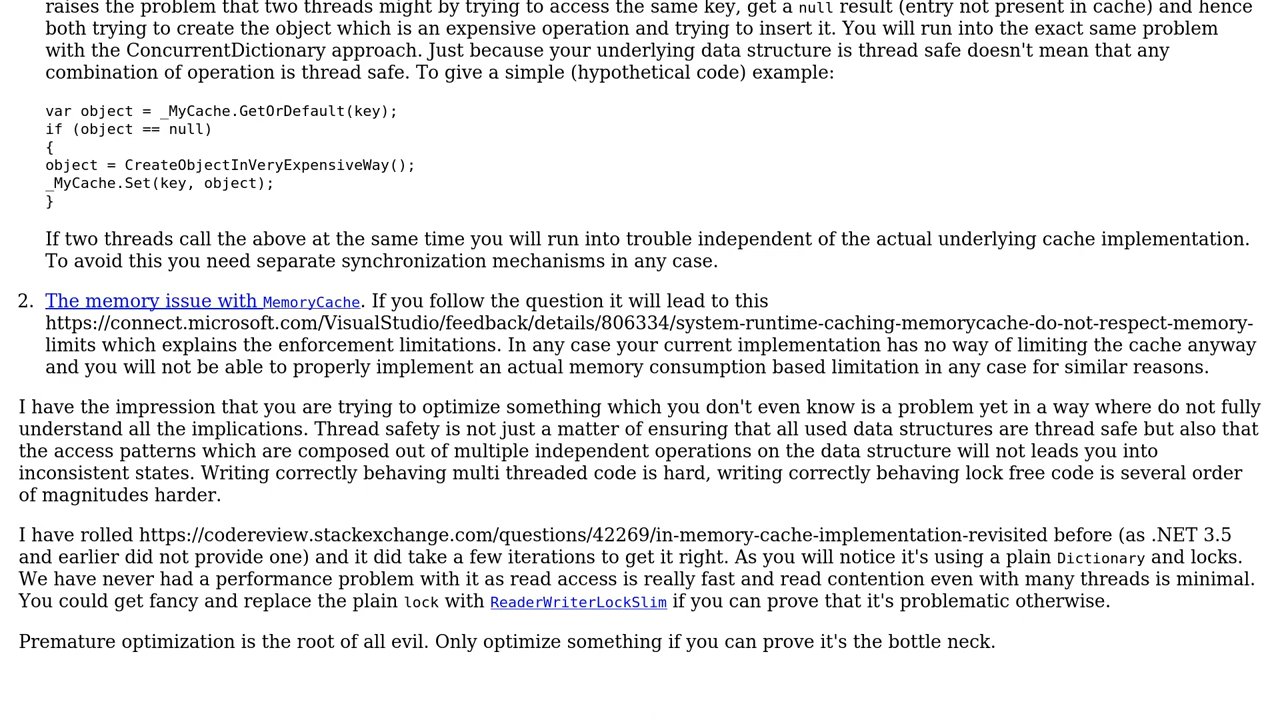 raises the problem that two threads might by trying to access the same key, get a null result (entry not present in cache) and hence
both trying to create the object which is an expensive operation and trying to insert it. You will run into the exact same problem
with the ConcurrentDictionary approach. Just because your underlying data structure is thread safe doesn't mean that any
combination of operation is thread safe. To give a simple (hypothetical code) example:
var object = _MyCache.GetOrDefault(key);
if (object == null)
{
object = CreateObjectInVeryExpensiveWay();
_MyCache.Set(key, object);
}
If two threads call the above at the same time you will run into trouble independent of the actual underlying cache implementation.
To avoid this you need separate synchronization mechanisms in any case.
2. The memory issue with MemoryCache. If you follow the question it will lead to this
https://connect.microsoft.com/VisualStudio/feedback/details/806334/system-runtime-caching-memorycache-do-not-respect-memory-
limits which explains the enforcement limitations. In any case your current implementation has no way of limiting the cache anyway
and you will not be able to properly implement an actual memory consumption based limitation in any case for similar reasons.
I have the impression that you are trying to optimize something which you don't even know is a problem yet in a way where do not fully
understand all the implications. Thread safety is not just a matter of ensuring that all used data structures are thread safe but also that
the access patterns which are composed out of multiple independent operations on the data structure will not leads you into
inconsistent states. Writing correctly behaving multi threaded code is hard, writing correctly behaving lock free code is several order
of magnitudes harder.
I have rolled https://codereview.stackexchange.com/questions/42269/in-memory-cache-implementation-revisited before (as .NET 3.5
and earlier did not provide one) and it did take a few iterations to get it right. As you will notice it's using a plain Dictionary and locks.
We have never had a performance problem with it as read access is really fast and read contention even with many threads is minimal.
You could get fancy and replace the plain lock with ReaderWriterLockSlim if you can prove that it's problematic otherwise.
Premature optimization is the root of all evil. Only optimize something if you can prove it's the bottle neck.